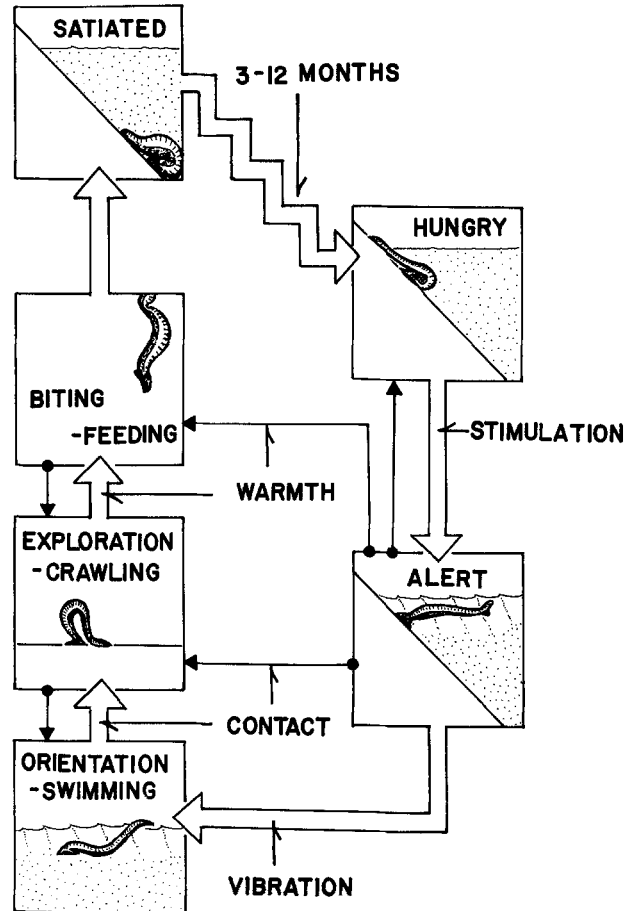 SATIATED
3-12 MONTHS
HUNGRY
BITING
-FEEDING
STIMULATION
WARMTH
EXPLORATION
-CRAWLING
ALERT
CONTACT
ORIENTATION
-SWIMMING
VIBRATION